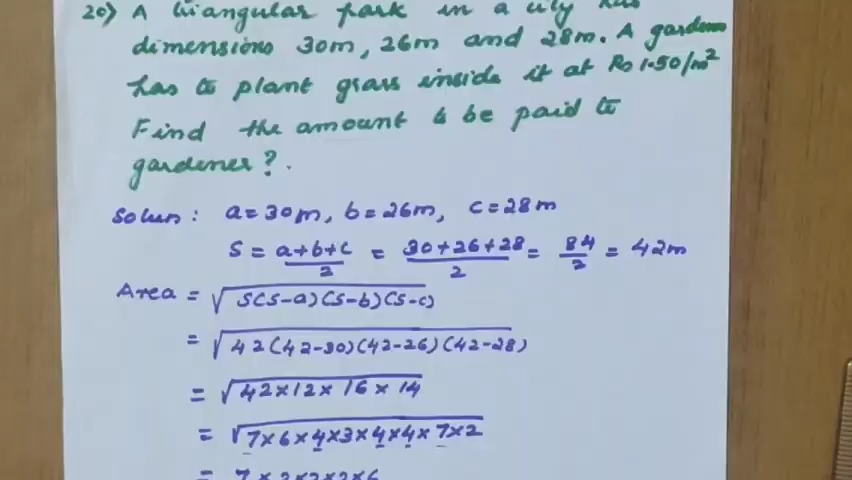 20) A triangular park in a city has
dimensions 30m, 26m and 28m. A gardener
has to plant grass inside it at Rs 1.50/m²
Find the amount to be paid to
gardener?.
Solun: a=30m, b=26m, c=28m
S = a+b+c/2 = 30+26+28/2 = 84/2 = 42m
Area = √S(S-a)(S-b)(S-c)
= √42(42-30)(42-26)(42-28)
= √42×12×16×14
= √7×6×4×3×4×4×7×2